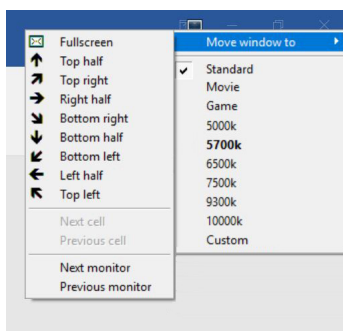 Fullscreen
Top half
Top right
Right half
Bottom right
Bottom half
Bottom left
Left half
Top left
Next cell
Previous cell
Next monitor
Previous monitor
Move window to
Standard
Movie
Game
5000k
5700k
6500k
7500k
9300k
10000k
Custom